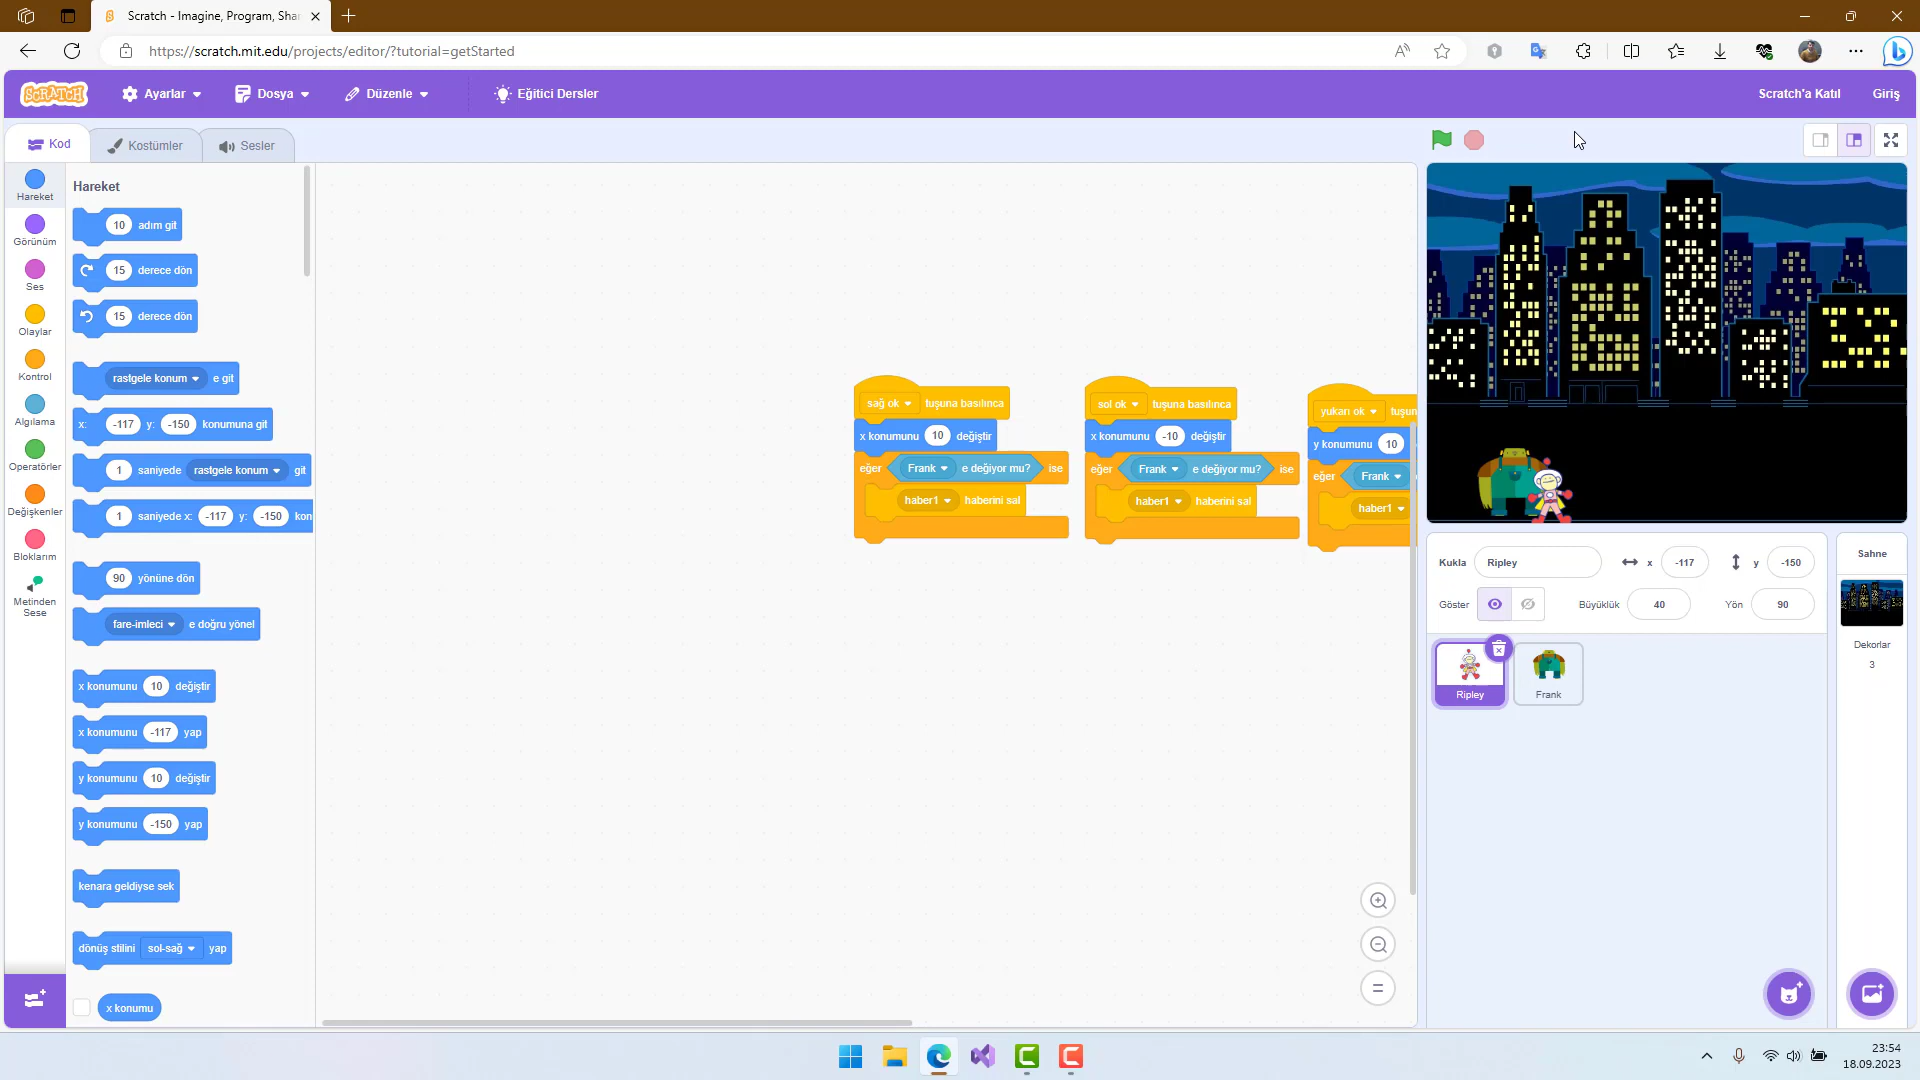 Scratch - Imagine, Program, Sha
https://scratch.mit.edu/projects/editor/?tutorial=getStarted
SCRATCH
Ayarlar
Dosya
Düzenle
Eğitici Dersler
Scratch'a Katıl
Giriş
Kod
Kostümler
Sesler
Hareket
Görünüm
Ses
Olaylar
Kontrol
Algılama
Operatörler
Değişkenler
Bloklarım
Metinden
Sese
Hareket
10 adım git
15 derece dön
15 derece dön
rastgele konum e git
x: -117 y: -150 konumuna git
1 saniyede rastgele konum git
1 saniyede x: -117 y: -150 kon
90 yönüne dön
fare-imleci e doğru yönel
x konumunu 10 değiştir
x konumunu -117 yap
y konumunu 10 değiştir
y konumunu -150 yap
kenara geldiyse sek
dönüş stilini sol-sağ yap
x konumu
sağ ok tuşuna basılınca
x konumunu 10 değiştir
eğer Frank e değiyor mu? ise
haber1 haberini sal
sol ok tuşuna basılınca
x konumunu -10 değiştir
eğer Frank e değiyor mu? ise
haber1 haberini sal
yukarı ok tuşun
y konumunu 10
eğer Frank
haber1
Kukla Ripley x -117 y -150
Göster Büyüklük 40 Yön 90
Ripley
Frank
Sahne
Dekorlar
3
23:54
18.09.2023